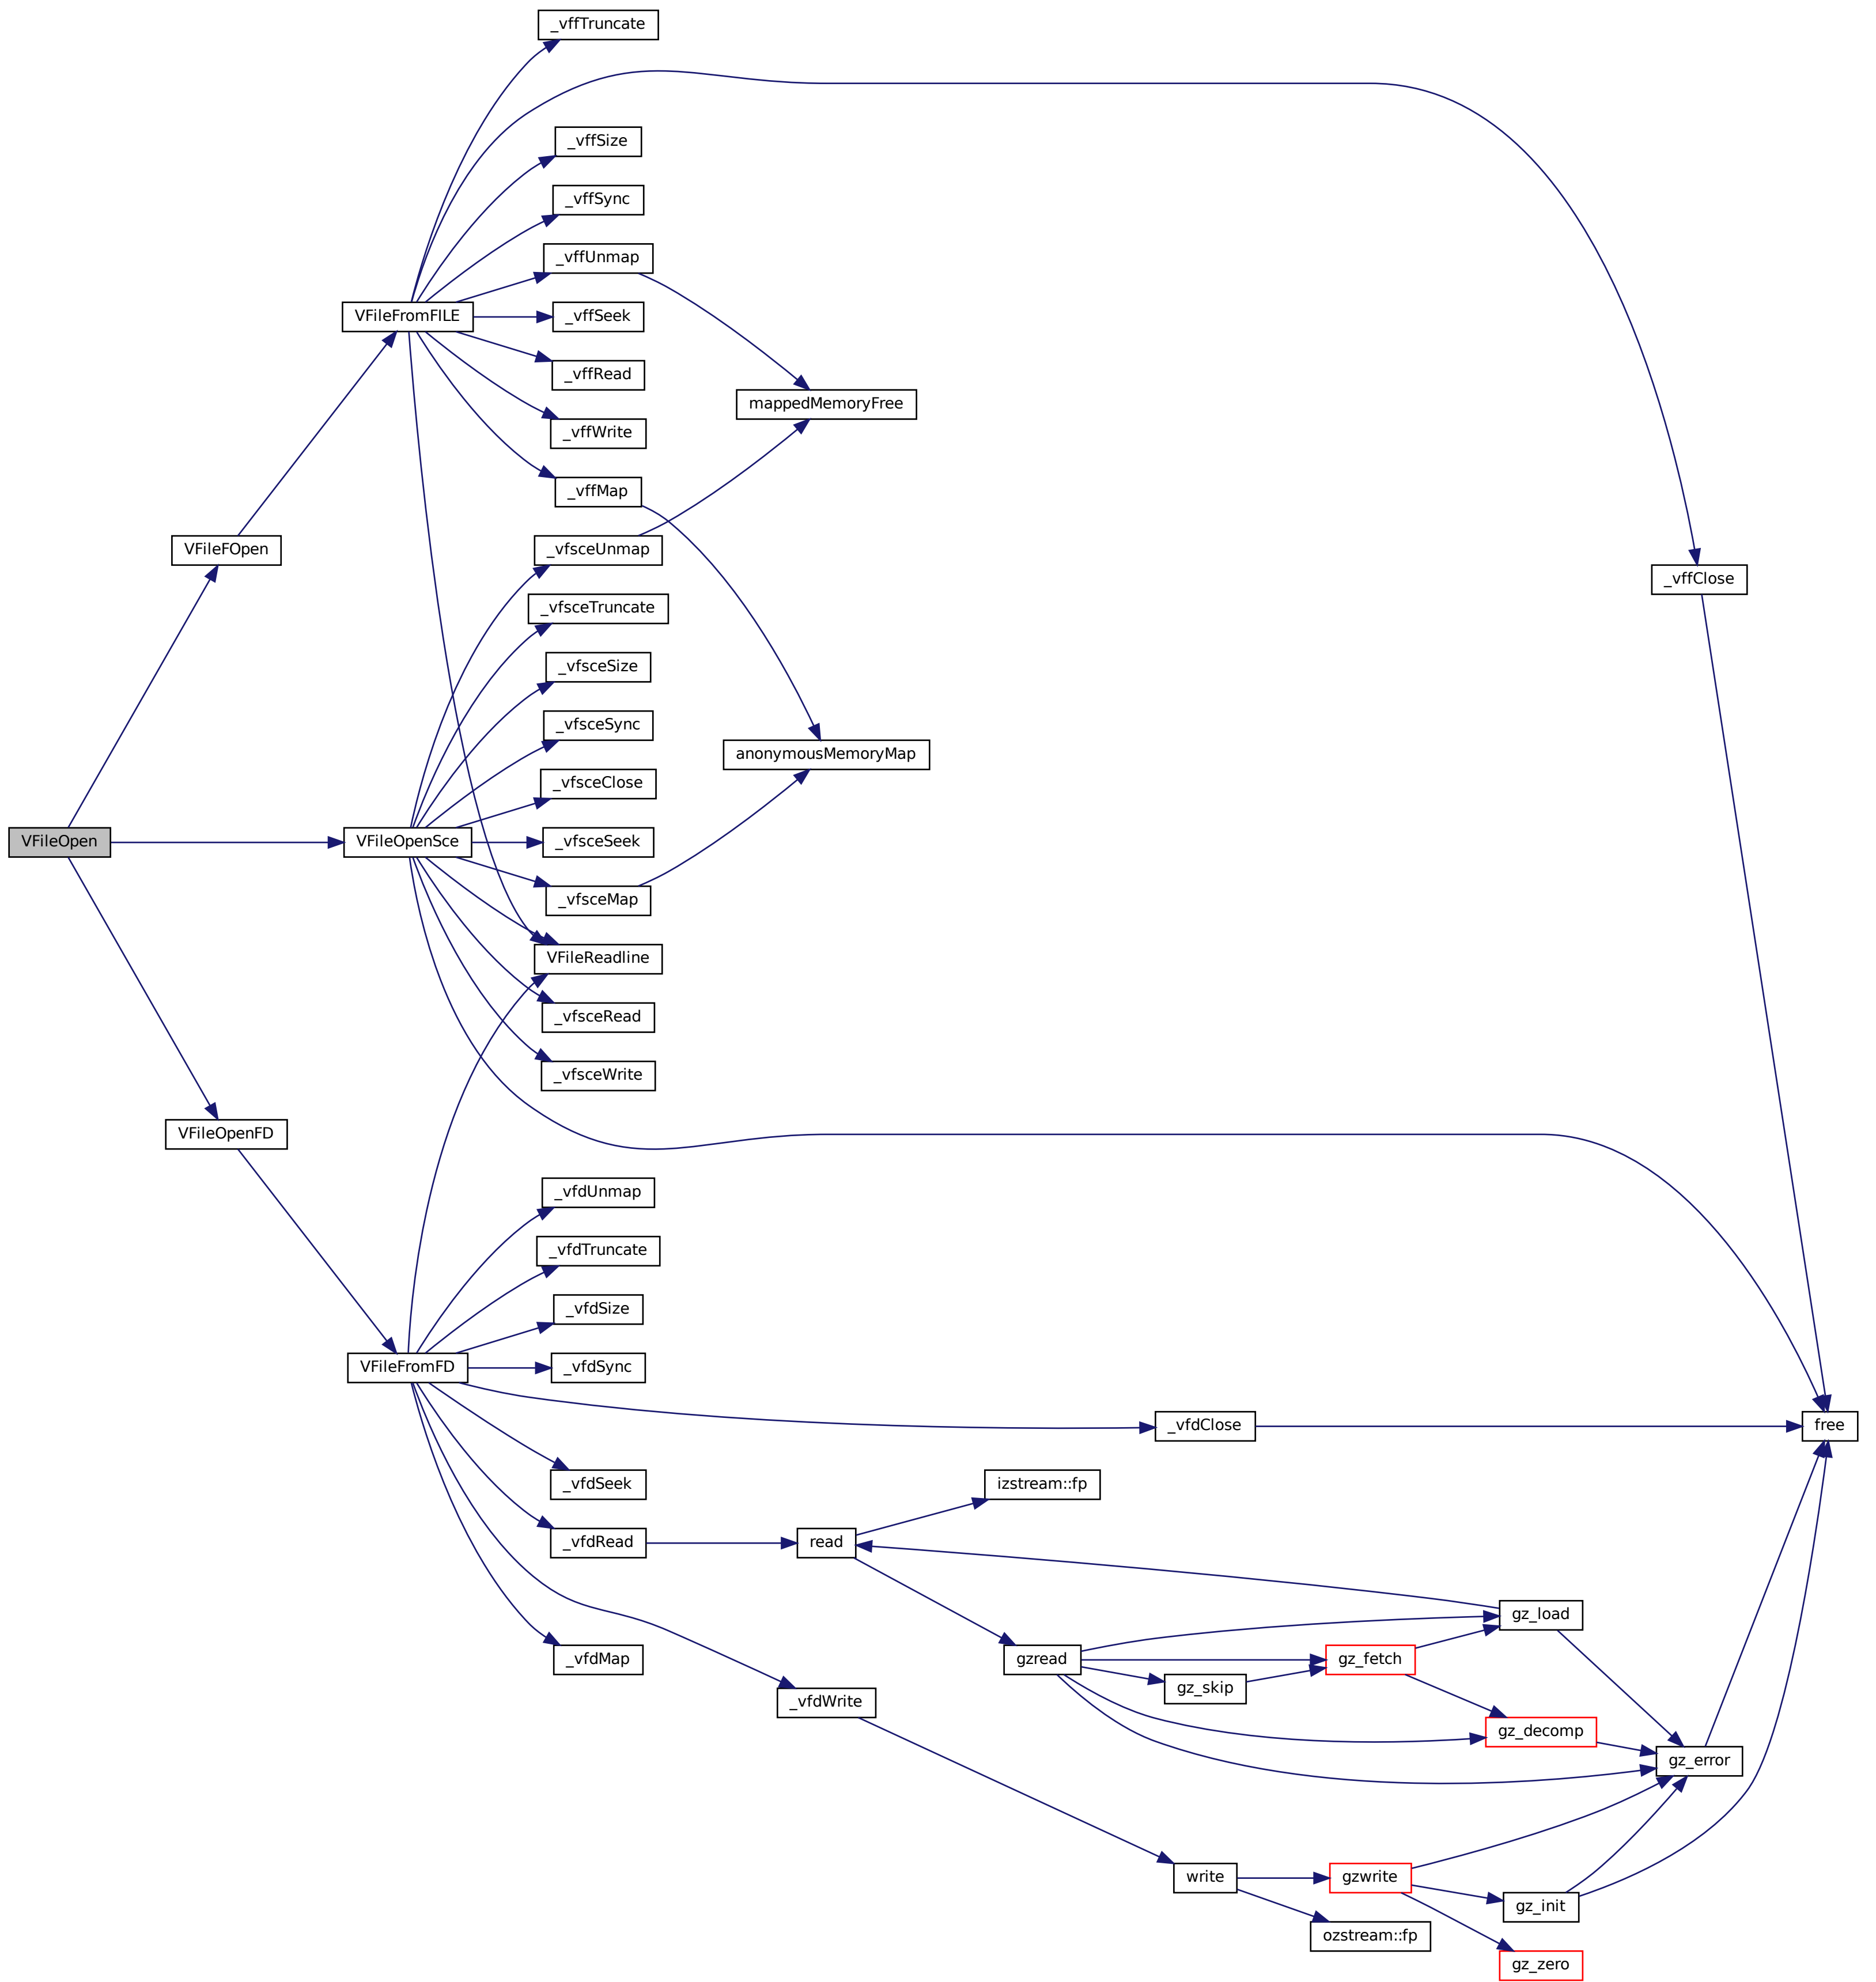 _vffTruncate
_vffSize
_vffSync
_vffUnmap
VFileFromFILE
_vffSeek
_vffRead
mappedMemoryFree
_vffWrite
_vffMap
VFileFOpen
_vfsceUnmap
_vffClose
_vfsceTruncate
_vfsceSize
_vfsceSync
anonymousMemoryMap
_vfsceClose
VFileOpen
VFileOpenSce
_vfsceSeek
_vfsceMap
VFileReadline
_vfsceRead
_vfsceWrite
VFileOpenFD
_vfdUnmap
_vfdTruncate
_vfdSize
VFileFromFD
_vfdSync
_vfdClose
free
_vfdSeek
izstream::fp
_vfdRead
read
gz_load
_vfdMap
gzread
gz_fetch
gz_skip
_vfdWrite
gz_decomp
gz_error
write
gzwrite
gz_init
ozstream::fp
gz_zero